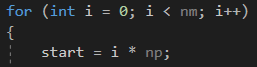 for (int i = 0; i < nm; i++)
{
    start = i * np;